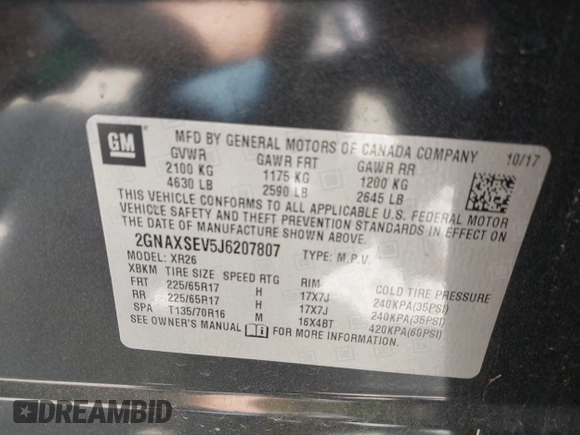 GM
MFD BY GENERAL MOTORS OF CANADA COMPANY 10/17
GVWR GAWR FRT GAWR RR
2100 KG 1175 KG 1200 KG
4630 LB 2590 LB 2645 LB
THIS VEHICLE CONFORMS TO ALL APPLICABLE U.S. FEDERAL MOTOR
VEHICLE SAFETY AND THEFT PREVENTION STANDARDS IN EFFECT ON
THE DATE OF MANUFACTURE SHOWN ABOVE.
2GNAXSEV5J6207807 TYPE: M.P.V.
MODEL: XR26
XBKM TIRE SIZE SPEED RTG RIM COLD TIRE PRESSURE
FRT 225/65R17 H 17X7J 240KPA(35PSI)
RR 225/65R17 H 17X7J 240KPA(35PSI)
SPA T135/70R16 M 16X4BT 420KPA(60PSI)
SEE OWNER'S MANUAL FOR MORE INFORMATION.
DREAMBID